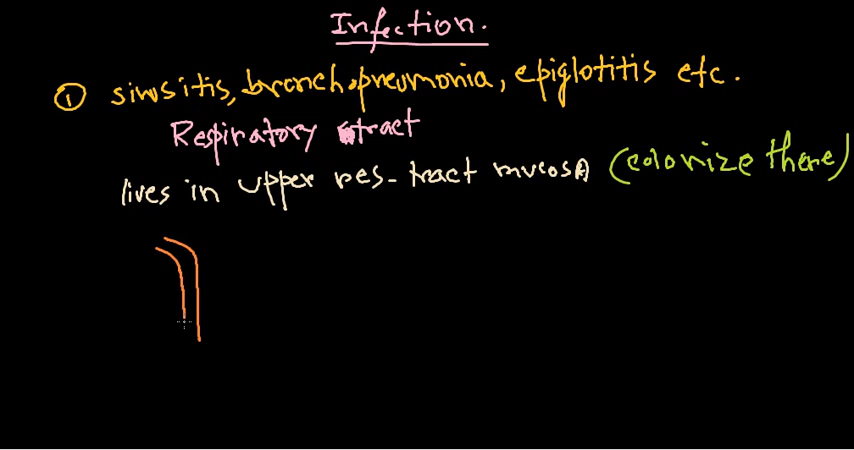 Infection.
① sinusitis, bronchopneumonia, epiglotitis etc.
Respiratory tract
lives in upper res- tract mucosA (colonize there)